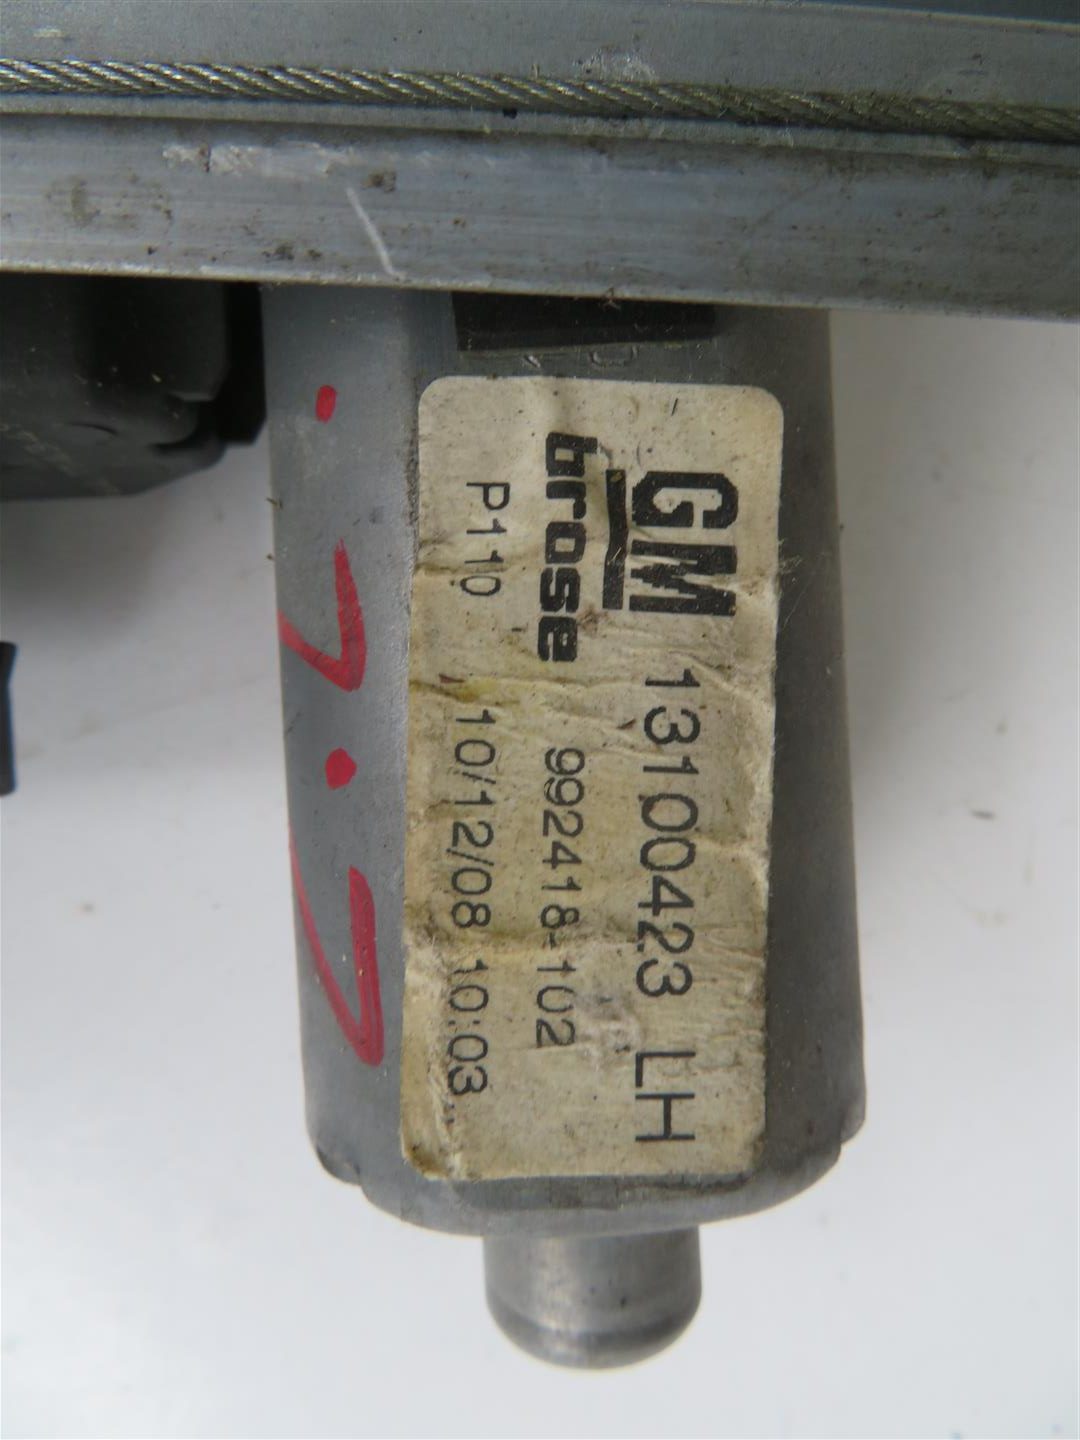 GM 13100423 LH
brose 992418-102
P110 10/12/08 10:03